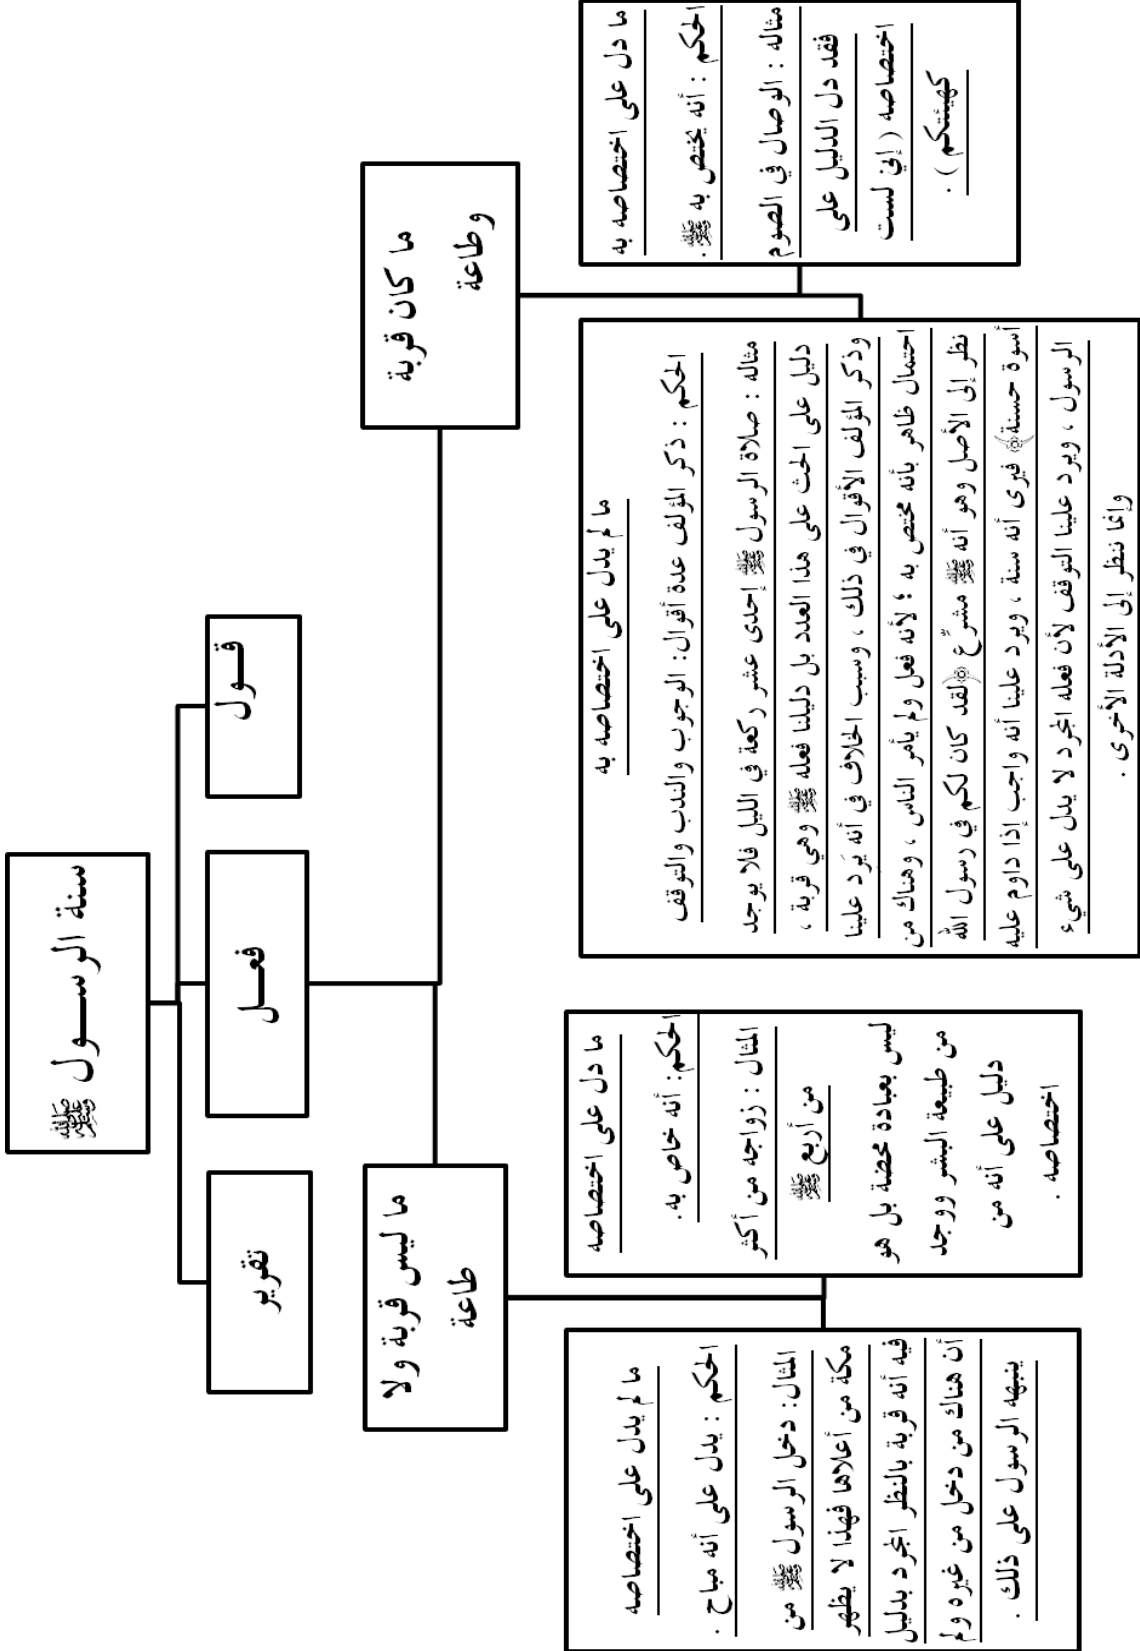 سنة الرســـول ﷺ
قــول
فعــل
تقرير
ما كان قربة
وطاعة
ما ليس قربة ولا
طاعة
ما دل على اختصاصه به
الحكم : أنه يختص به ﷺ.
مثاله : الوصال في الصوم
فقد دل الدليل على
اختصاصه ( إني لست
كهيئتكم ) .
ما لم يدل على اختصاصه به
الحكم : ذكر المؤلف عدة أقوال: الوجوب والندب والتوقف
مثاله : صلاة الرسول ﷺ إحدى عشر ركعة في الليل فلا يوجد
دليل على الحث على هذا العدد بل دليلنا فعله ﷺ وهي قربة ،
وذكر المؤلف الأقوال في ذلك ، وسبب الخلاف في أنه يَرد علينا
احتمال ظاهر بأنه مختص به ؛ لأنه فعل ولم يأمر الناس ، وهناك من
نظر إلى الأصل وهو أنه ﷺ مشرِّع ﴿لقد كان لكم في رسول الله
أسوة حسنة﴾ فيرى أنه سنة ، ويرد علينا أنه واجب إذا داوم عليه
الرسول ، ويرد علينا التوقف لأن فعله المجرد لا يدل على شيء
وإنما ننظر إلى الأدلة الأخرى .
ما دل على اختصاصه
الحكم: أنه خاص به.
المثال : زواجه من أكثر
من أربع ﷺ
ليس بعبادة محضة بل هو
من طبيعة البشر ووجد
دليل على أنه من
اختصاصه .
ما لم يدل على اختصاصه
الحكم : يدل على أنه مباح .
المثال: دخل الرسول ﷺ من
مكة من أعلاها فهذا لا يظهر
فيه أنه قربة بالنظر المجرد بدليل
أن هناك من دخل من غيره ولم
ينبهه الرسول على ذلك .